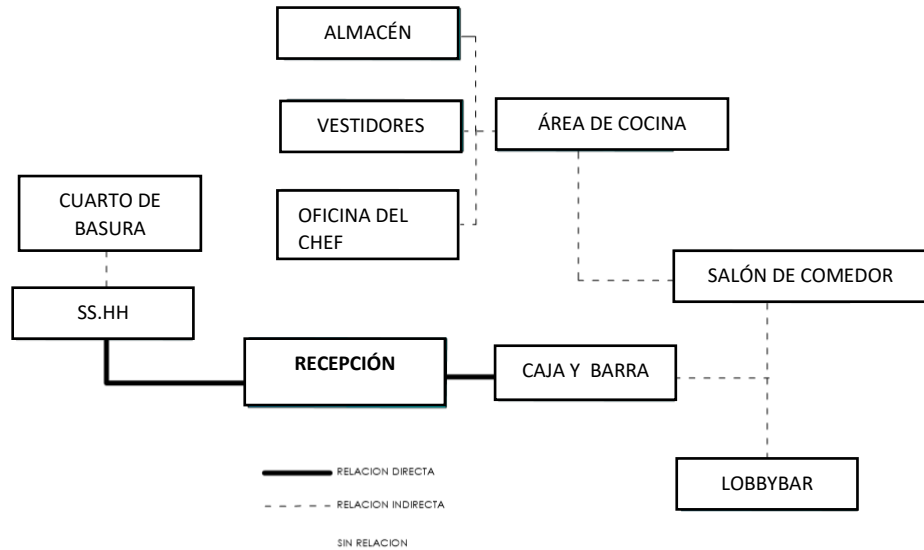 ALMACÉN
VESTIDORES
ÁREA DE COCINA
CUARTO DE
BASURA
OFICINA DEL
CHEF
SALÓN DE COMEDOR
SS.HH
RECEPCIÓN
CAJA Y BARRA
RELACION DIRECTA
LOBBYBAR
RELACION INDIRECTA
SIN RELACION